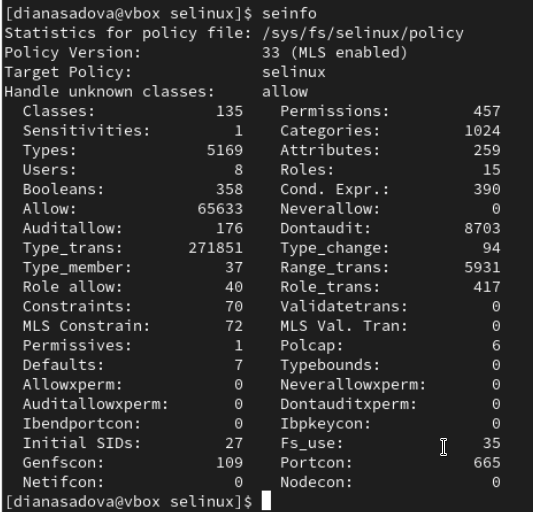 [dianasadova@vbox selinux]$ seinfo
Statistics for policy file: /sys/fs/selinux/policy
Policy Version:             33 (MLS enabled)
Target Policy:              selinux
Handle unknown classes:     allow
  Classes:             135    Permissions:         457
  Sensitivities:         1    Categories:         1024
  Types:              5169    Attributes:          259
  Users:                 8    Roles:                15
  Booleans:            358    Cond. Expr.:         390
  Allow:             65633    Neverallow:            0
  Auditallow:          176    Dontaudit:          8703
  Type_trans:       271851    Type_change:          94
  Type_member:          37    Range_trans:        5931
  Role allow:           40    Role_trans:          417
  Constraints:          70    Validatetrans:         0
  MLS Constrain:        72    MLS Val. Tran:         0
  Permissives:           1    Polcap:                6
  Defaults:              7    Typebounds:            0
  Allowxperm:            0    Neverallowxperm:       0
  Auditallowxperm:       0    Dontauditxperm:        0
  Ibendportcon:          0    Ibpkeycon:             0
  Initial SIDs:         27    Fs_use:               35
  Genfscon:            109    Portcon:             665
  Netifcon:              0    Nodecon:               0
[dianasadova@vbox selinux]$